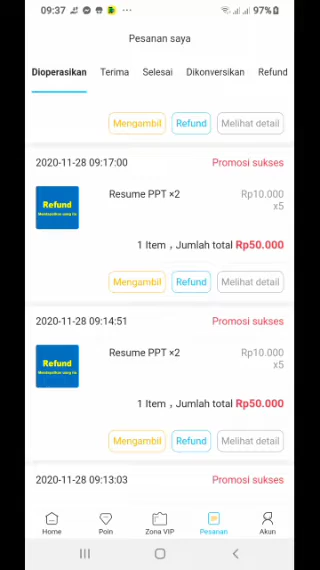 09:37 ··· 97%
Pesanan saya
Dioperasikan Terima Selesai Dikonversikan Refund
Mengambil Refund Melihat detail
2020-11-28 09:17:00 Promosi sukses
Refund
Resume PPT ×2 Rp10.000
x5
1 Item，Jumlah total Rp50.000
Mengambil Refund Melihat detail
2020-11-28 09:14:51 Promosi sukses
Refund
Resume PPT ×2 Rp10.000
x5
1 Item，Jumlah total Rp50.000
Mengambil Refund Melihat detail
2020-11-28 09:13:03 Promosi sukses
Home Poin Zona VIP Pesanan Akun